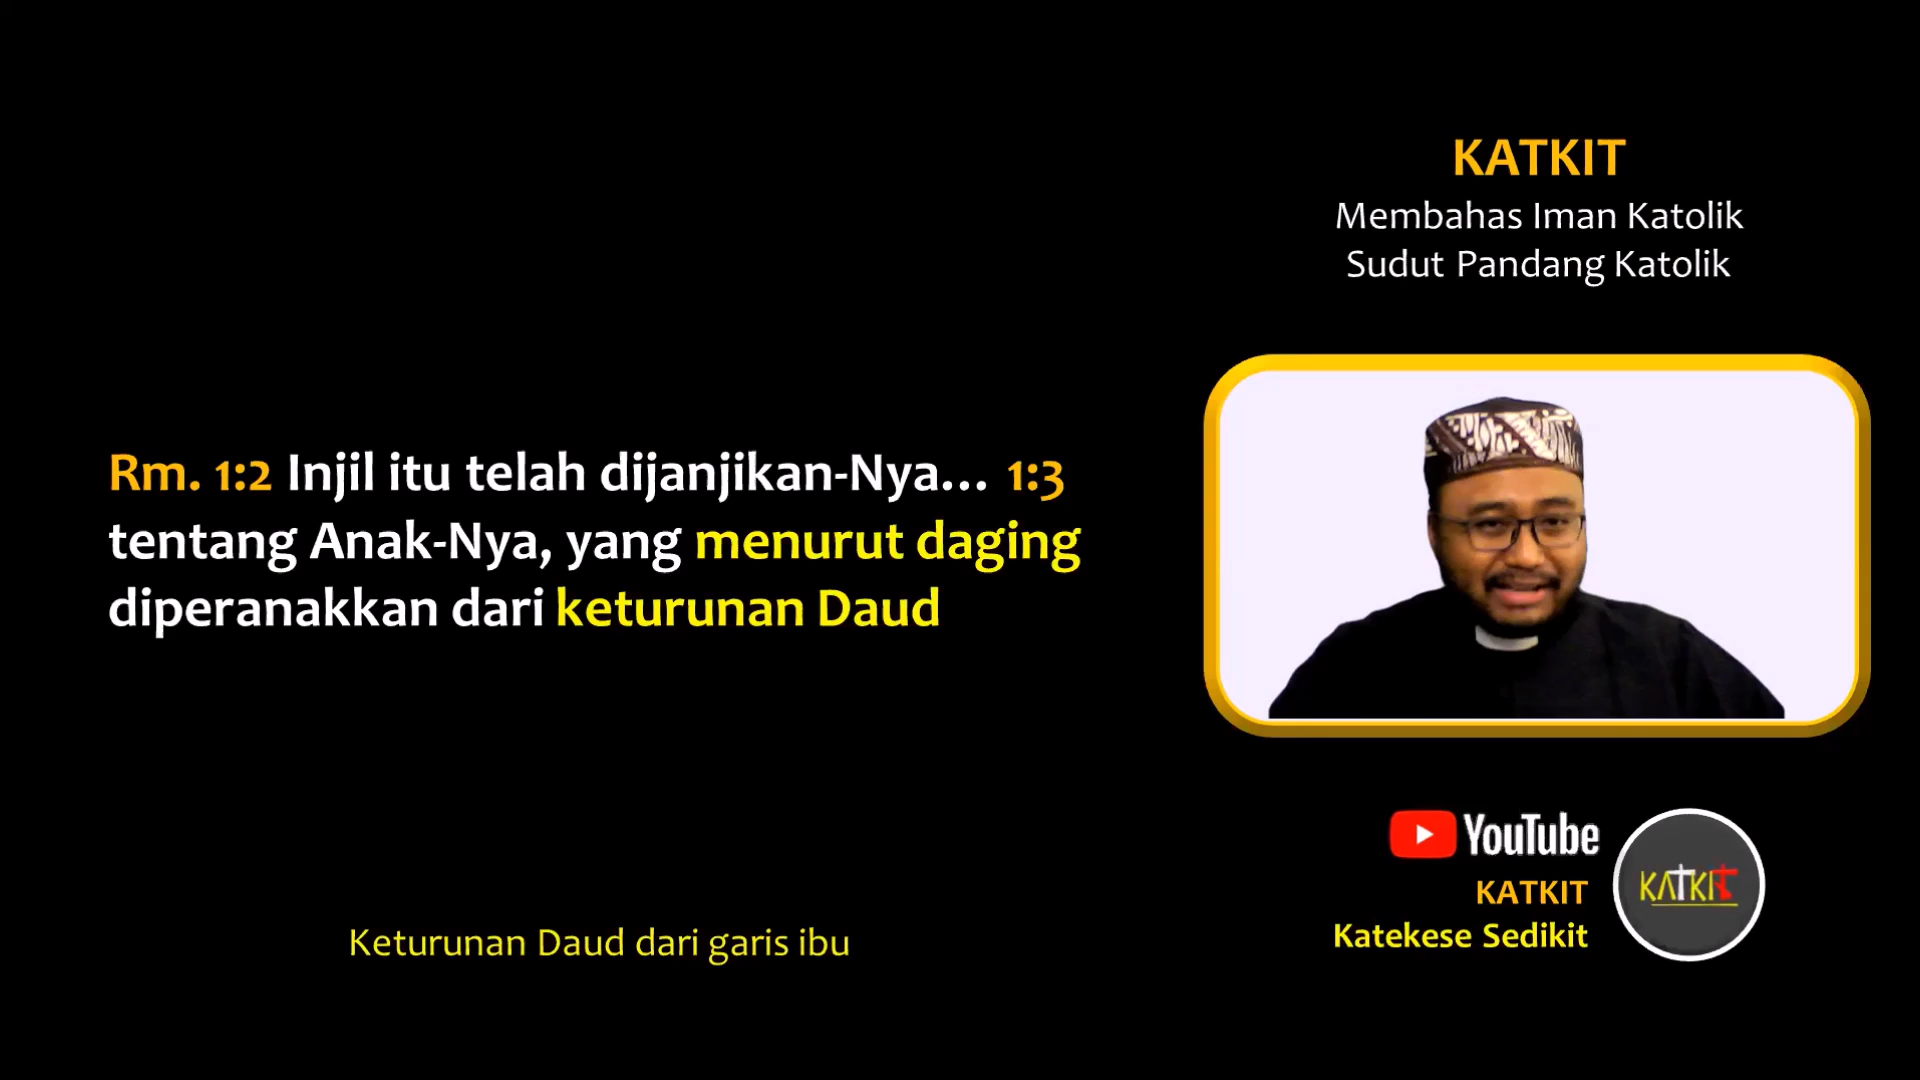 KATKIT
Membahas Iman Katolik
Sudut Pandang Katolik
Rm. 1:2 Injil itu telah dijanjikan-Nya... 1:3
tentang Anak-Nya, yang menurut daging
diperanakkan dari keturunan Daud
YouTube
KATKIT
Katekese Sedikit
KATKIT
Keturunan Daud dari garis ibu